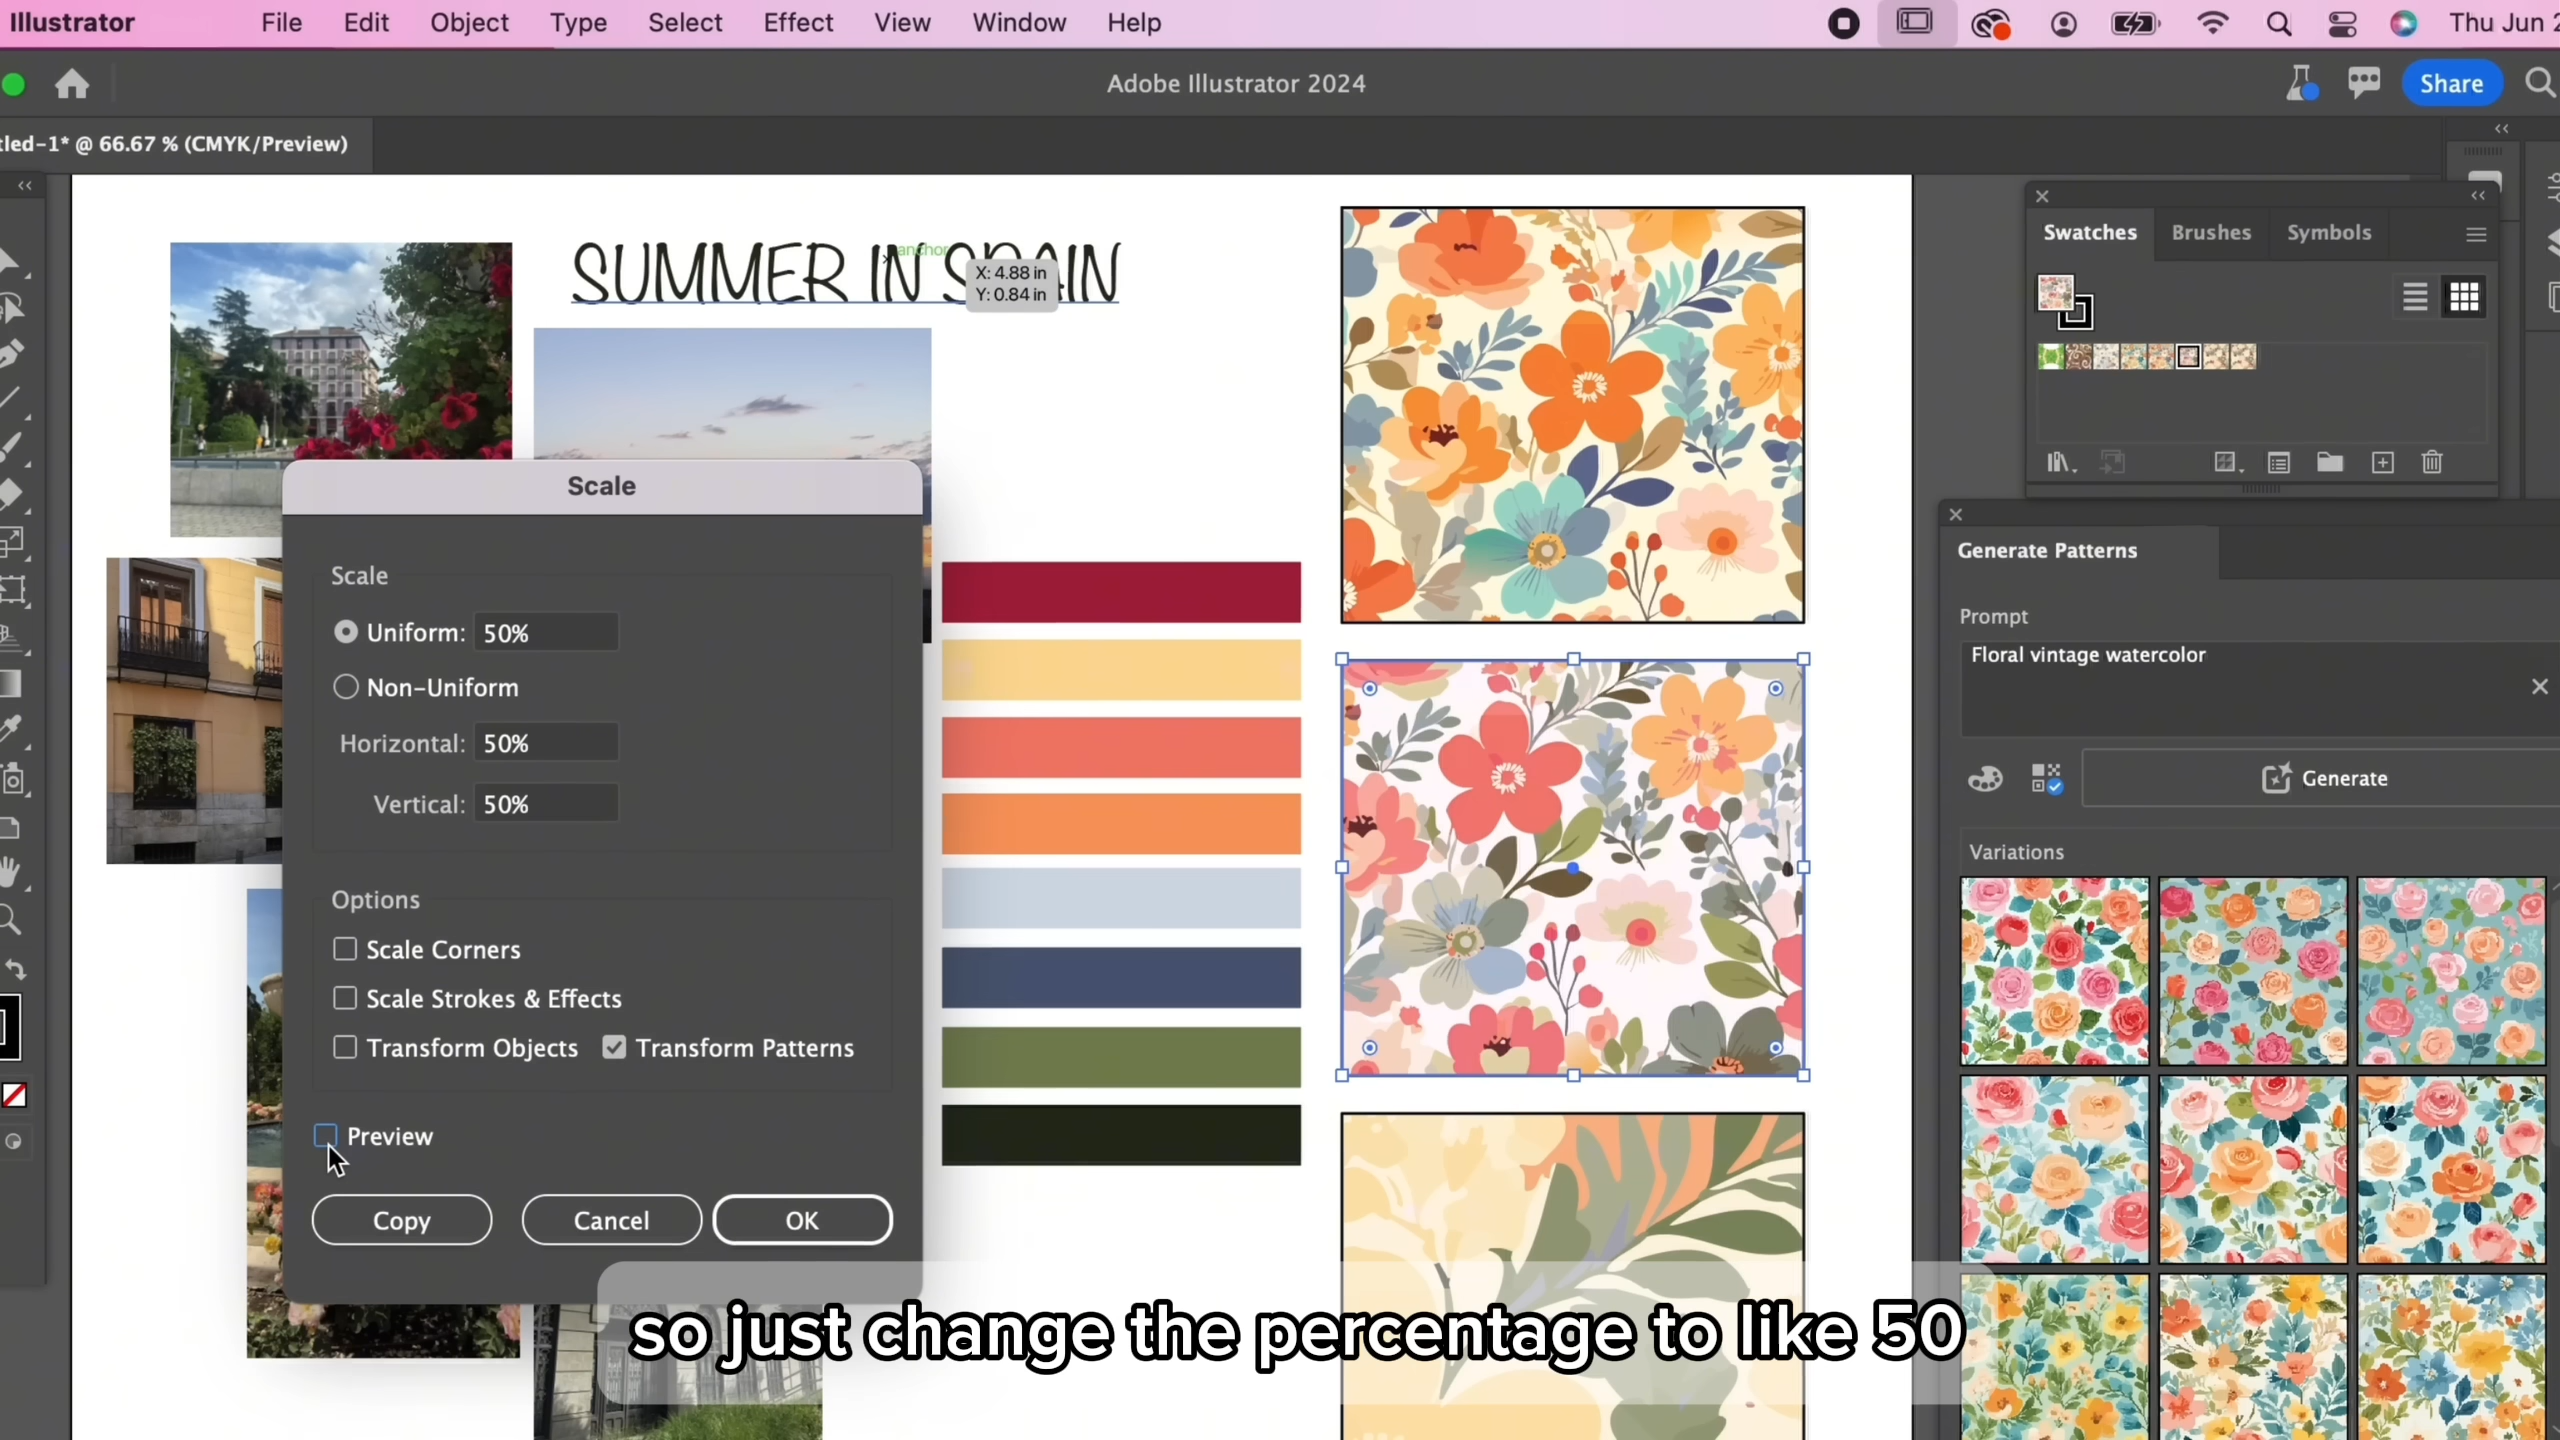 Illustrator File Edit Object Type Select Effect View Window Help Thu Jun
Adobe Illustrator 2024
Share
tled-1* @ 66.67 % (CMYK/Preview)
SUMMER IN SPAIN
anchor
X: 4.88 in
Y: 0.84 in
Swatches Brushes Symbols
Scale
Scale
Uniform: 50%
Non-Uniform
Horizontal: 50%
Vertical: 50%
Options
Scale Corners
Scale Strokes & Effects
Transform Objects Transform Patterns
Preview
Copy Cancel OK
Generate Patterns
Prompt
Floral vintage watercolor
Generate
Variations
so just change the percentage to like 50